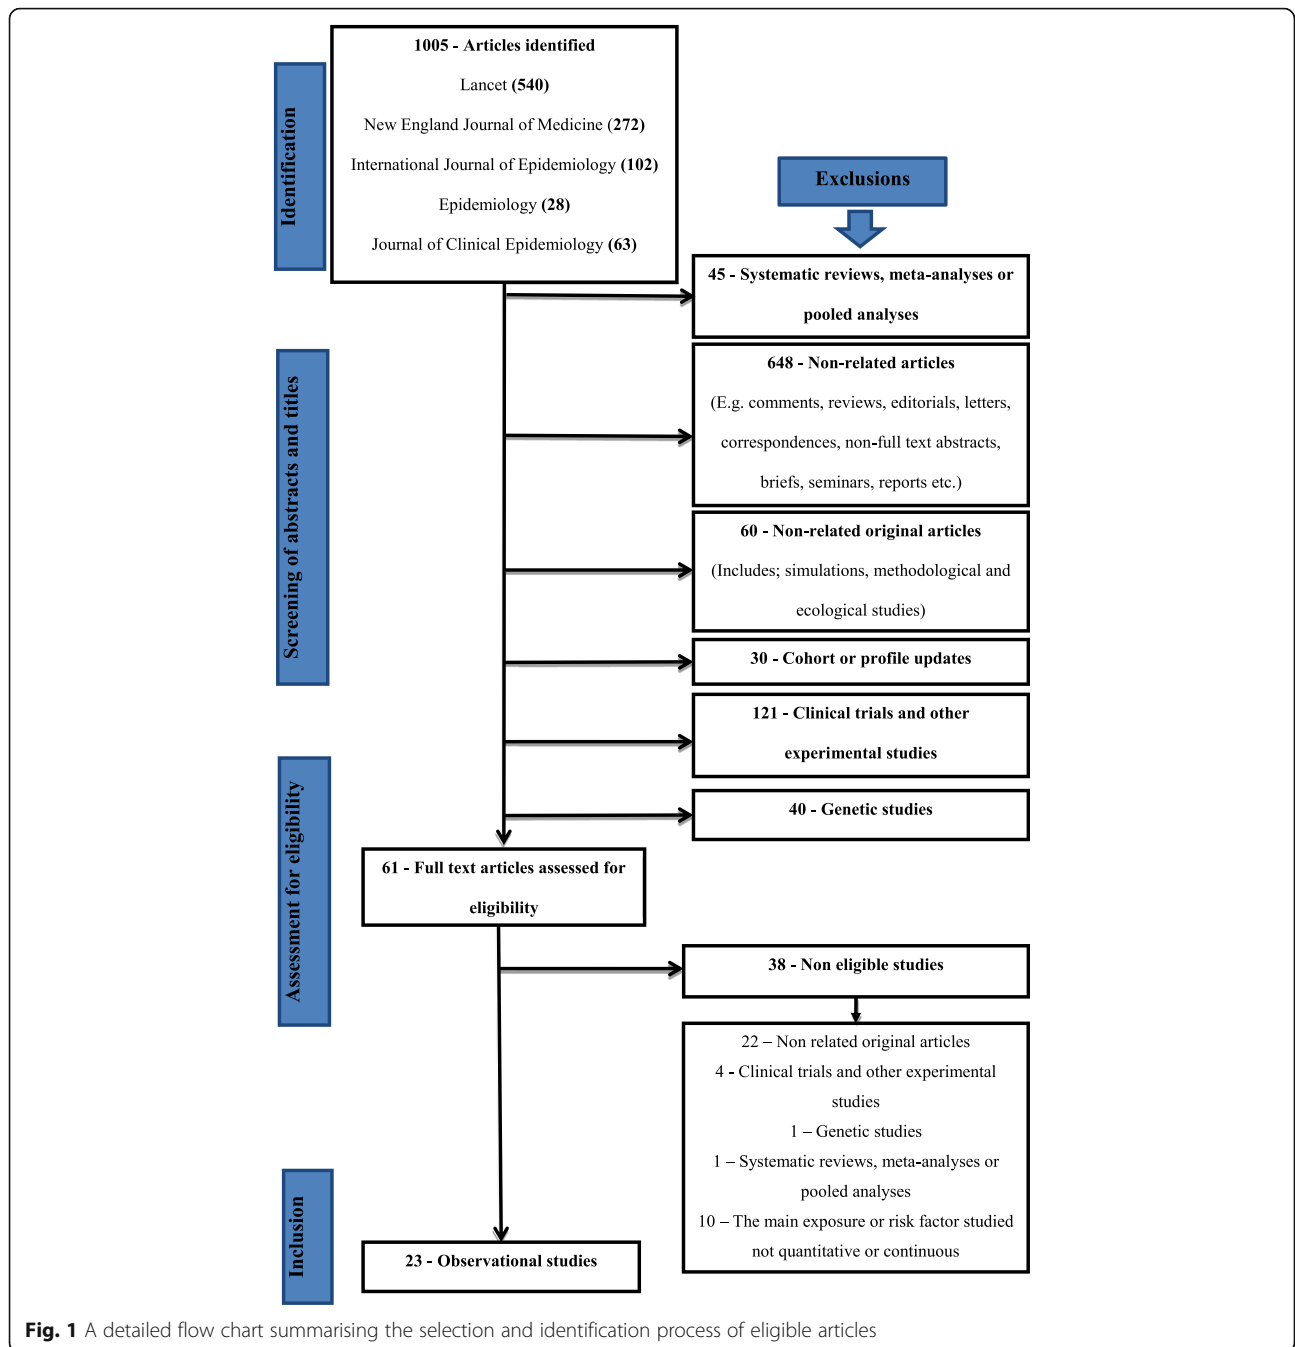 1005 - Articles identified
Lancet (540)
New England Journal of Medicine (272)
International Journal of Epidemiology (102)
Epidemiology (28)
Journal of Clinical Epidemiology (63)
Identification
Exclusions
45 - Systematic reviews, meta-analyses or
pooled analyses
648 - Non-related articles
(E.g. comments, reviews, editorials, letters,
correspondences, non-full text abstracts,
briefs, seminars, reports etc.)
Screening of abstracts and titles
60 - Non-related original articles
(Includes; simulations, methodological and
ecological studies)
30 - Cohort or profile updates
121 - Clinical trials and other
experimental studies
40 - Genetic studies
Assessment for eligibility
61 - Full text articles assessed for
eligibility
38 - Non eligible studies
22 – Non related original articles
4 - Clinical trials and other experimental
studies
1 – Genetic studies
1 – Systematic reviews, meta-analyses or
pooled analyses
10 – The main exposure or risk factor studied
not quantitative or continuous
Inclusion
23 - Observational studies
Fig. 1 A detailed flow chart summarising the selection and identification process of eligible articles